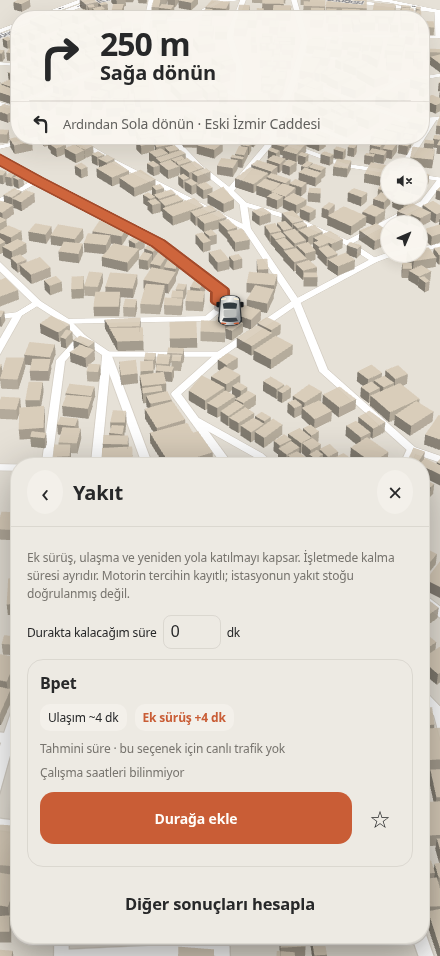 250 m
Sağa dönün
Ardından Sola dönün · Eski İzmir Caddesi
Yakıt
Ek sürüş, ulaşma ve yeniden yola katılmayı kapsar. İşletmede kalma
süresi ayrıdır. Motorin tercihin kayıtlı; istasyonun yakıt stoğu
doğrulanmış değil.
Durakta kalacağım süre 0 dk
Bpet
Ulaşım ~4 dk Ek sürüş +4 dk
Tahmini süre · bu seçenek için canlı trafik yok
Çalışma saatleri bilinmiyor
Durağa ekle
Diğer sonuçları hesapla